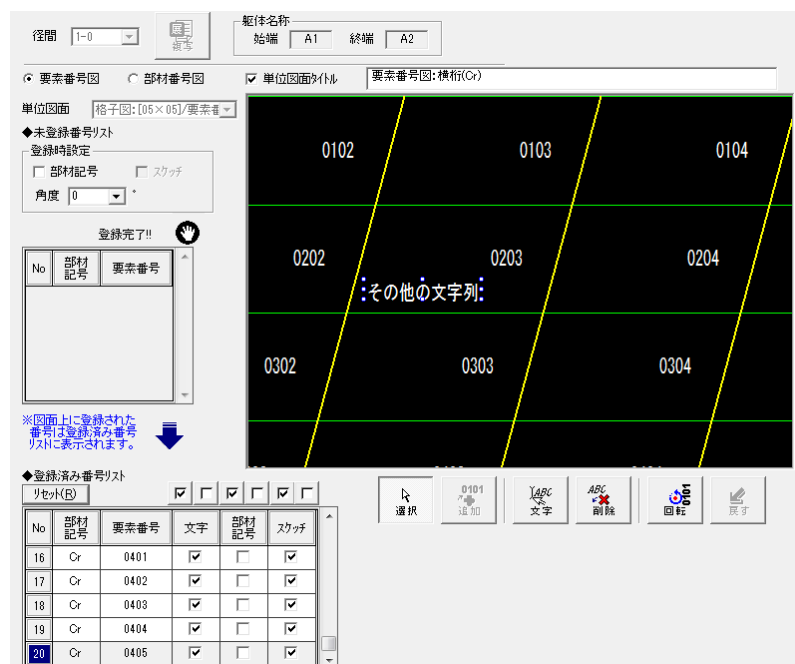 躯体名称
径間 1-0 複写 始端 A1 終端 A2
要素番号図 部材番号図 単位図面タイトル 要素番号図:横桁(Cr)
単位図面 格子図:[05×05]/要素番
◆未登録番号リスト
登録時設定
部材記号 スケッチ
角度 0 °
登録完了!!
No 部材記号 要素番号
※図面上に登録された
番号は登録済み番号
リストに表示されます。
0102 0103 0104
0202 0203 0204
その他の文字列
0302 0303 0304
◆登録済み番号リスト
リセット(R)
No 部材記号 要素番号 文字 部材記号 スケッチ
16 Cr 0401
17 Cr 0402
18 Cr 0403
19 Cr 0404
20 Cr 0405
選択
0101 追加
ABC 文字
ABC 削除
0101 回転
戻す